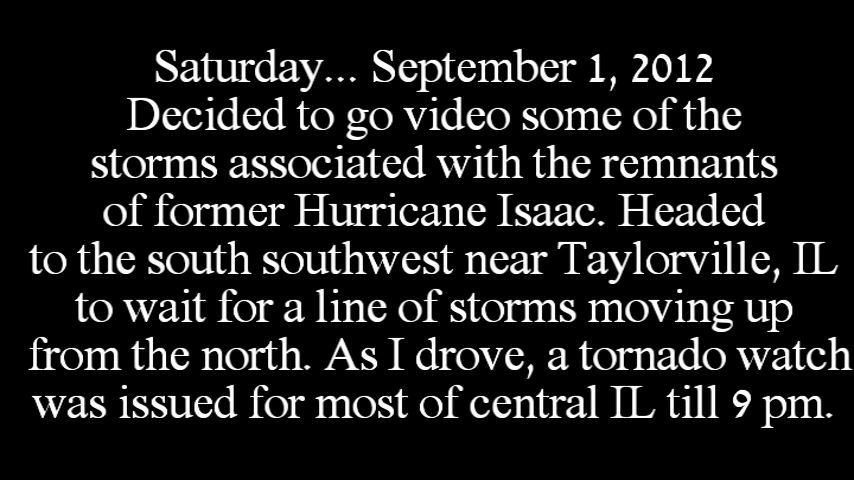 Saturday... September 1, 2012
Decided to go video some of the
storms associated with the remnants
of former Hurricane Isaac. Headed
to the south southwest near Taylorville, IL
to wait for a line of storms moving up
from the north. As I drove, a tornado watch
was issued for most of central IL till 9 pm.